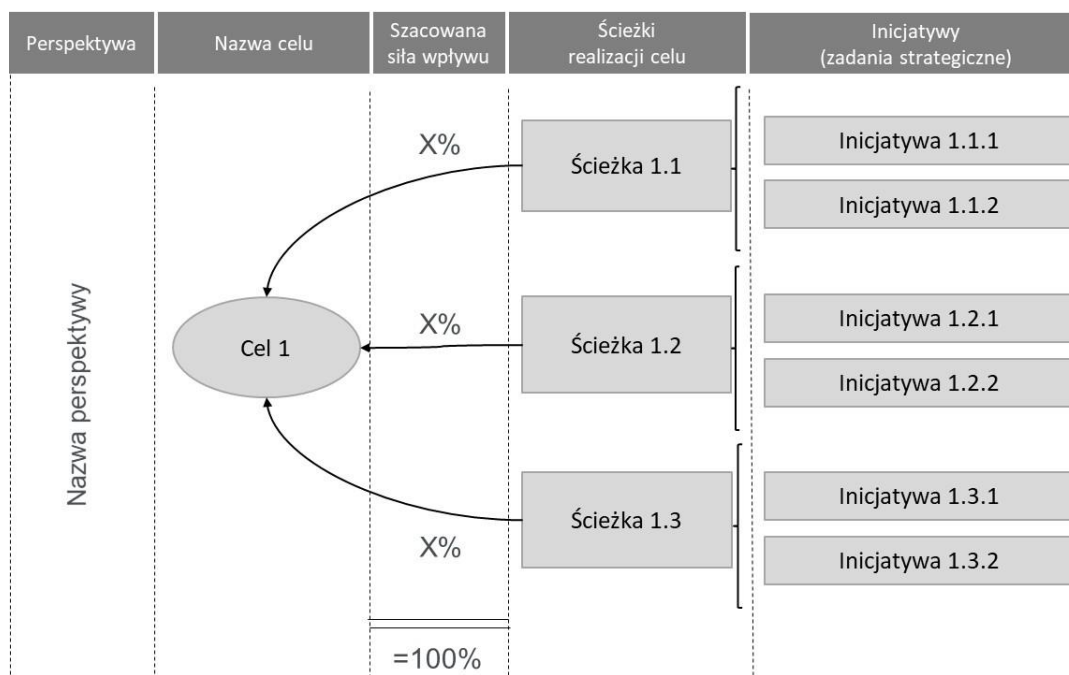 Perspektywa
Nazwa celu
Szacowana
siła wpływu
Ścieżki
realizacji celu
Inicjatywy
(zadania strategiczne)
Nazwa perspektywy
Cel 1
X%
X%
X%
=100%
Ścieżka 1.1
Ścieżka 1.2
Ścieżka 1.3
Inicjatywa 1.1.1
Inicjatywa 1.1.2
Inicjatywa 1.2.1
Inicjatywa 1.2.2
Inicjatywa 1.3.1
Inicjatywa 1.3.2